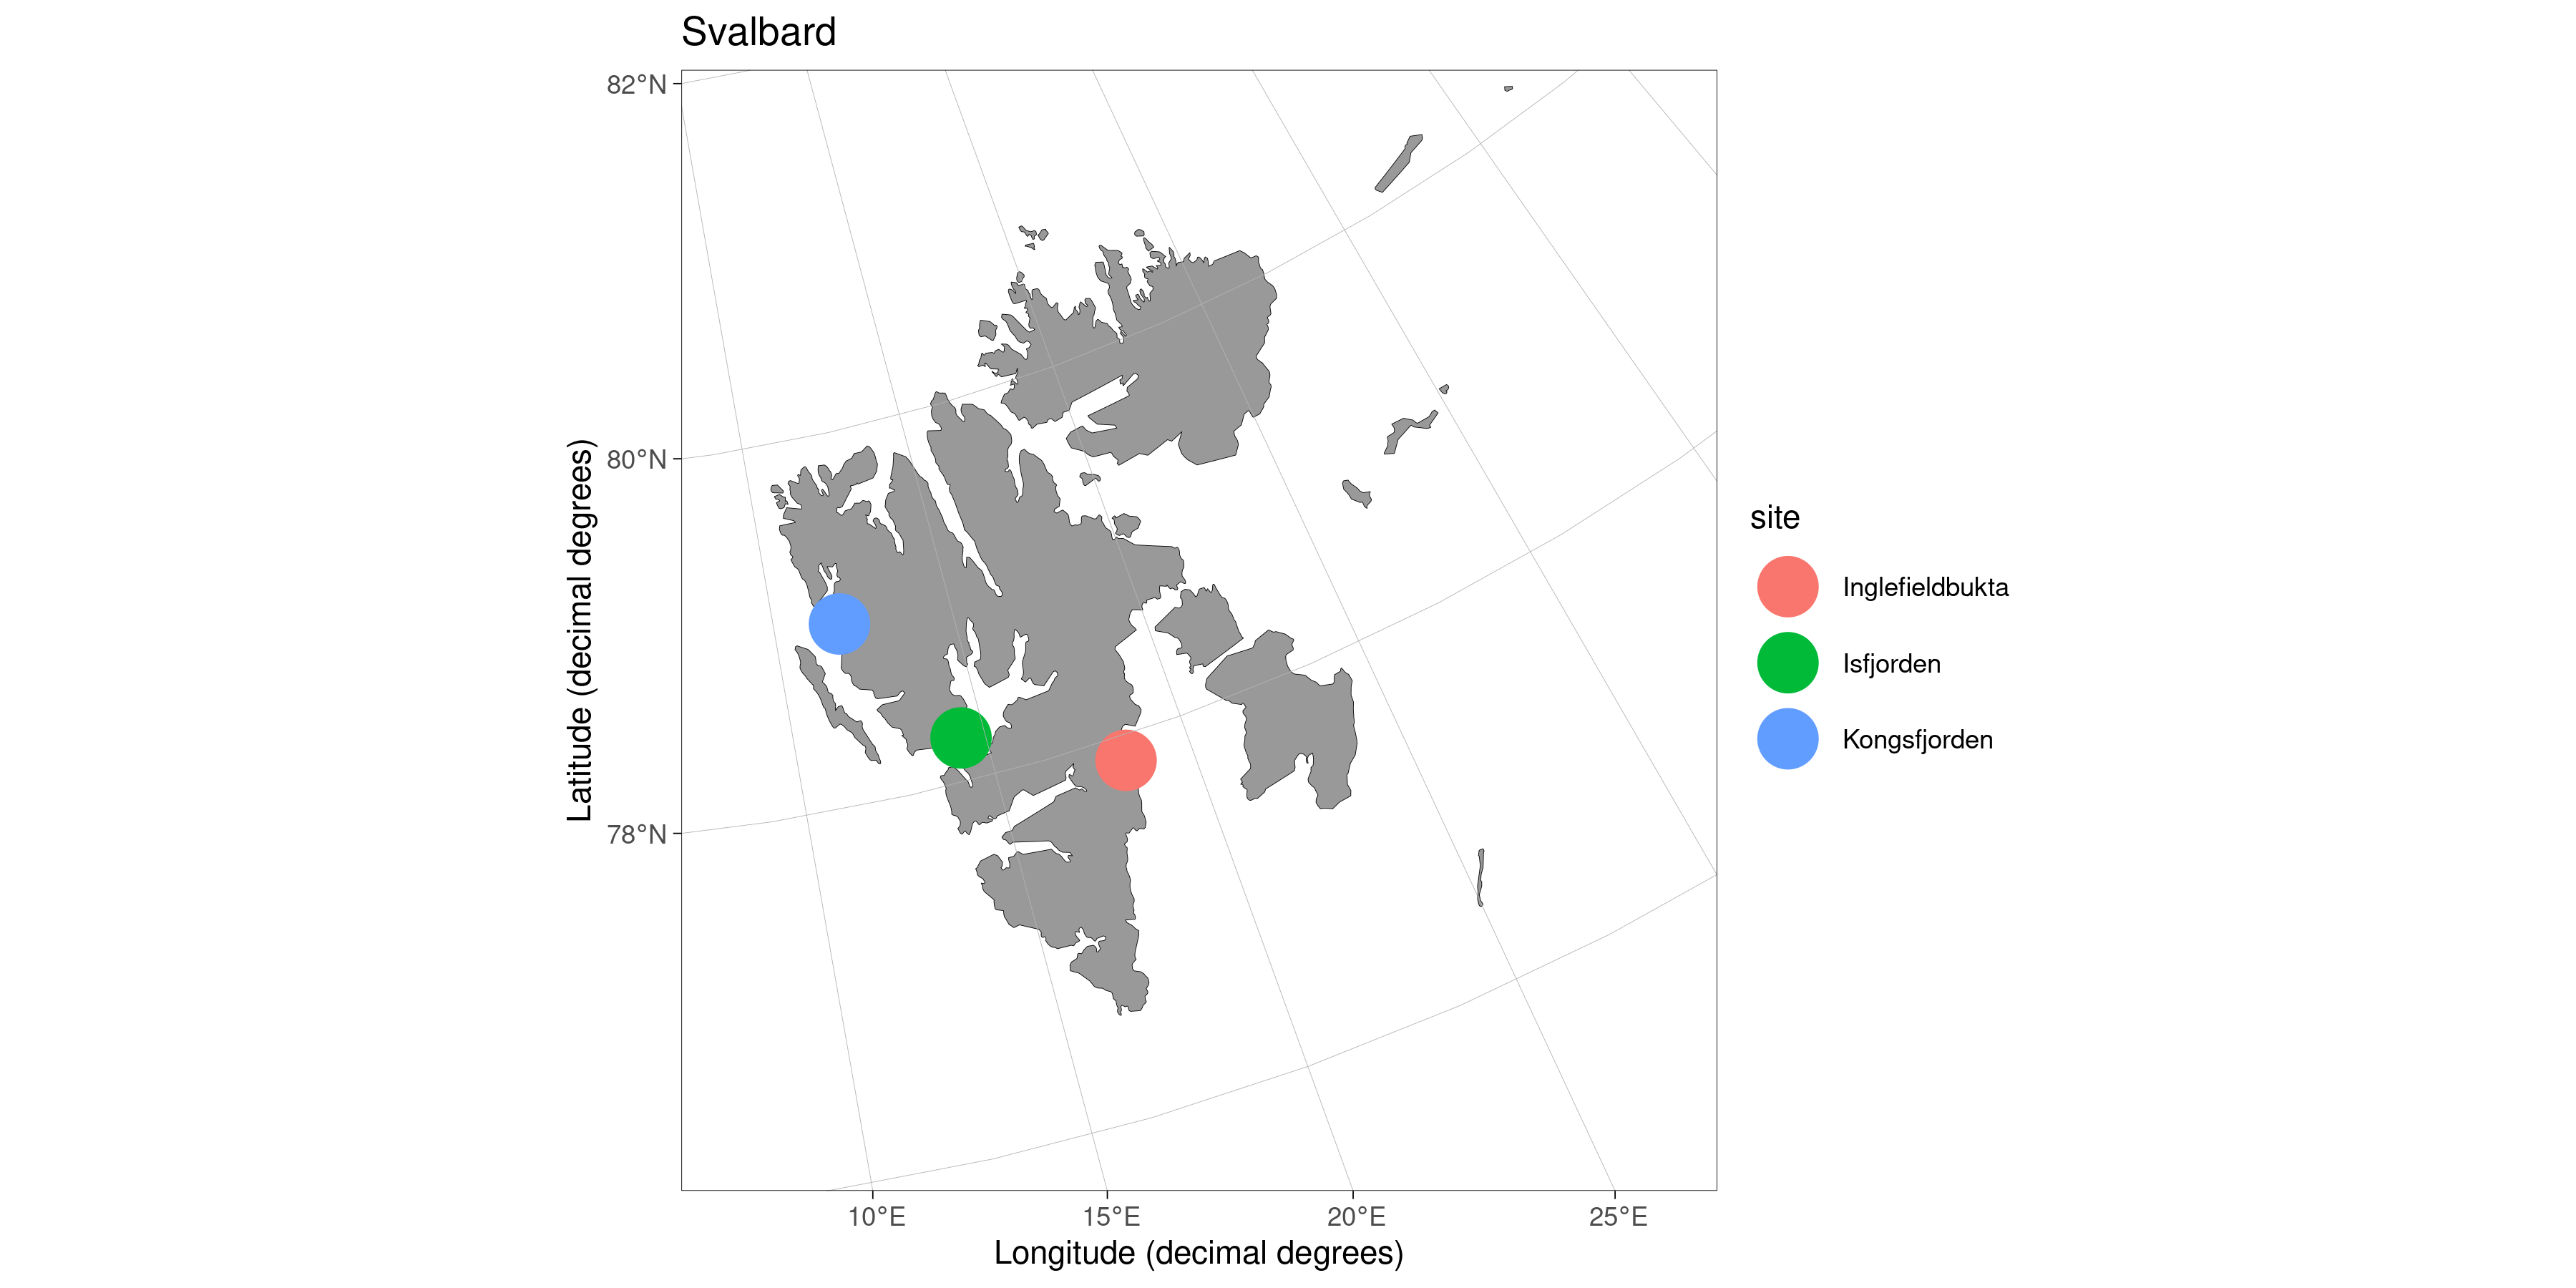 Svalbard
82°N
80°N
78°N
Latitude (decimal degrees)
10°E
15°E
20°E
25°E
Longitude (decimal degrees)
site
Inglefieldbukta
Isfjorden
Kongsfjorden